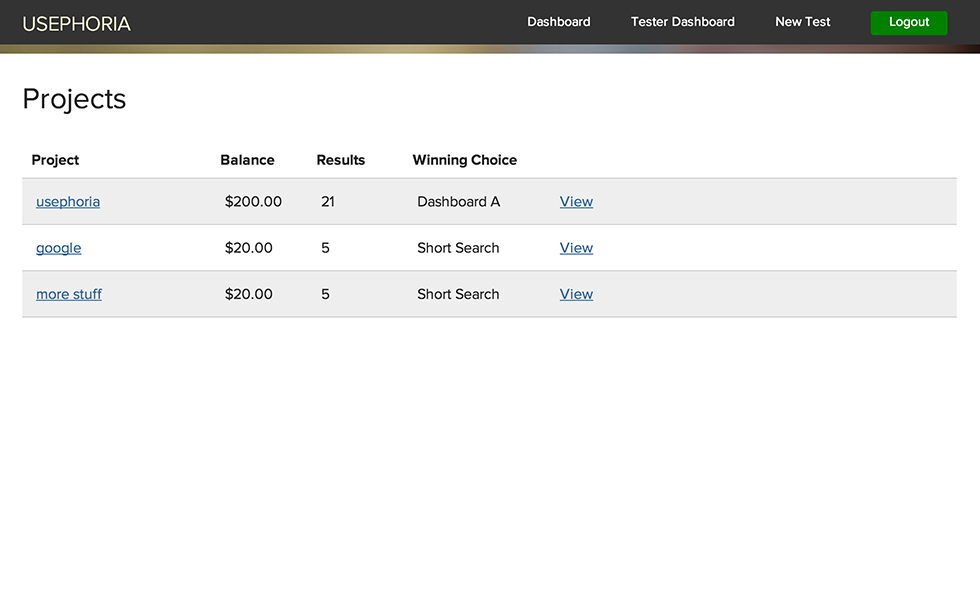 USEPHORIA Dashboard Tester Dashboard New Test Logout
Projects
Project Balance Results Winning Choice
usephoria $200.00 21 Dashboard A View
google $20.00 5 Short Search View
more stuff $20.00 5 Short Search View